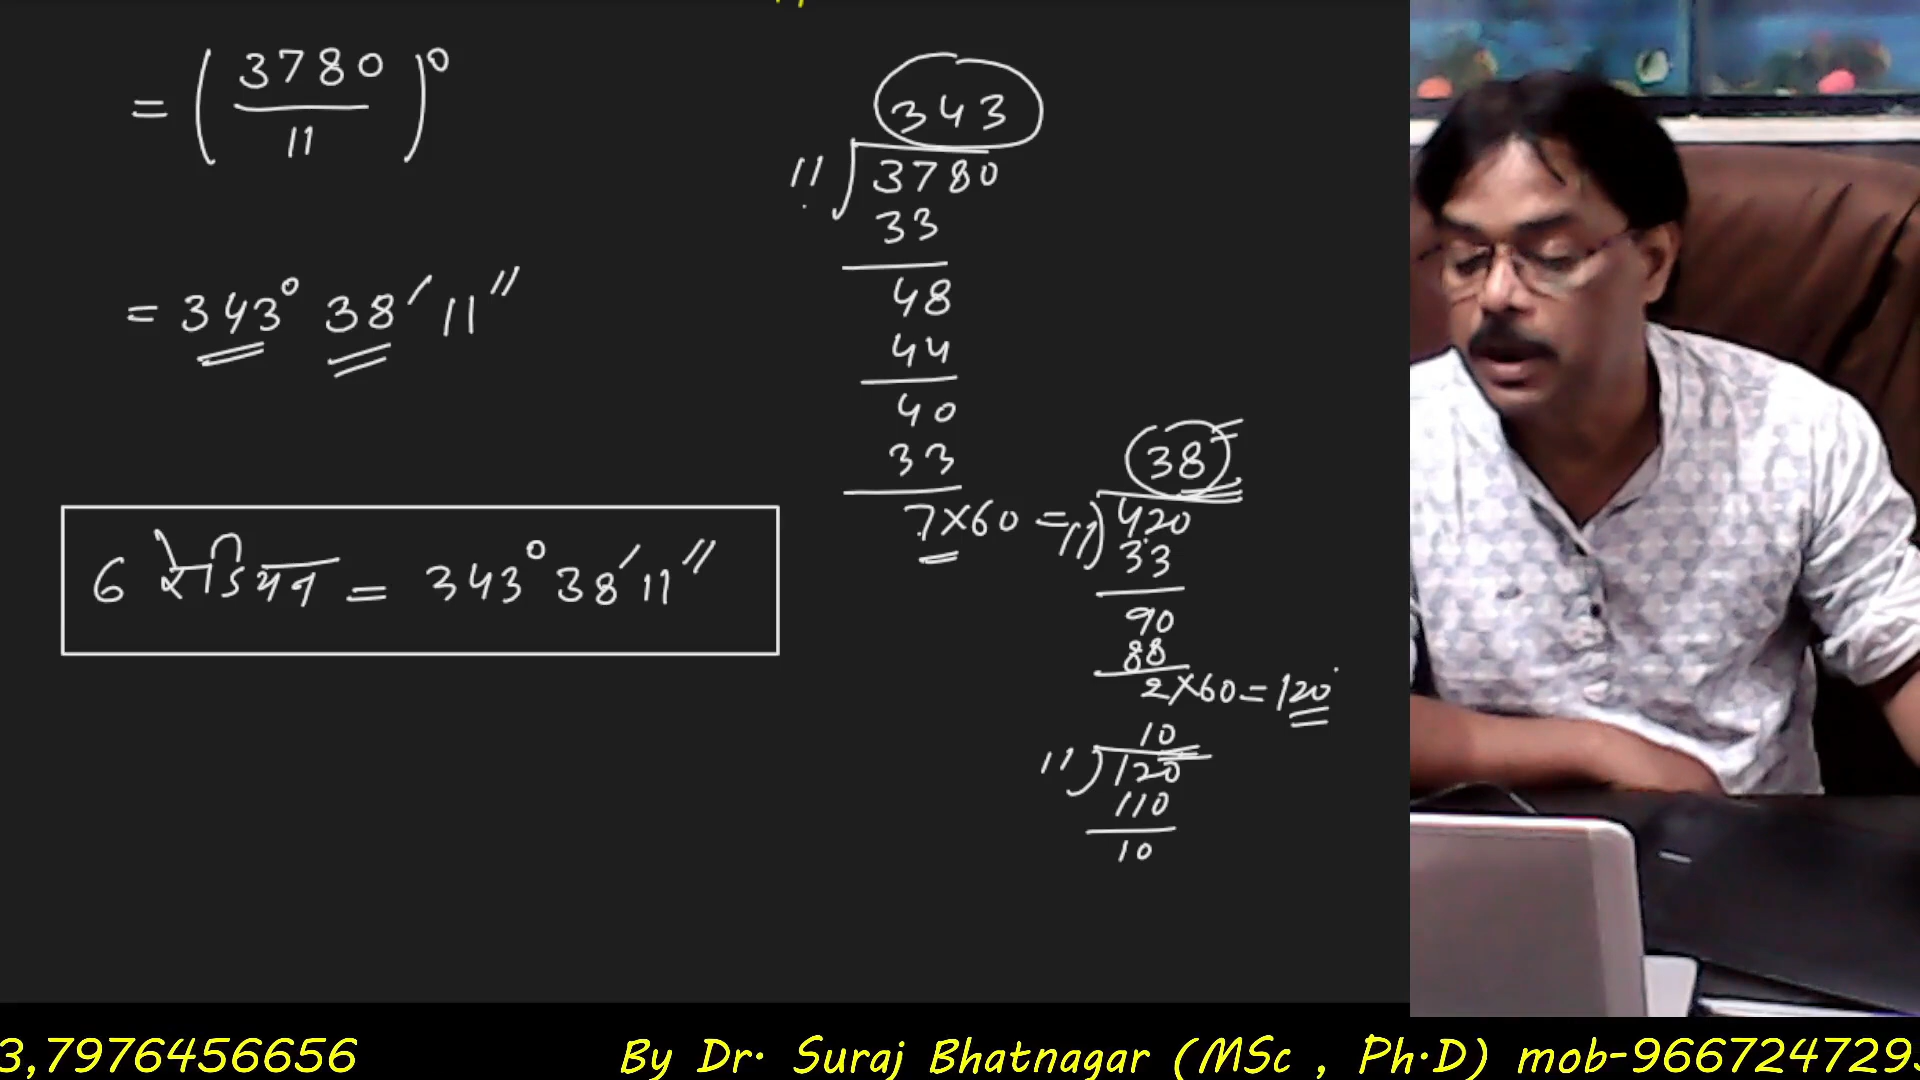 = (3780/11)°
= 343° 38′ 11″
6 रेडियन = 343° 38′ 11″
343
11 ) 3780
33
48
44
40
33
7×60 =
38
11 ) 420
33
90
88
2×60=120
10
11 ) 120
110
10
3,7976456656 By Dr. Suraj Bhatnagar (MSc , Ph.D) mob-966724729